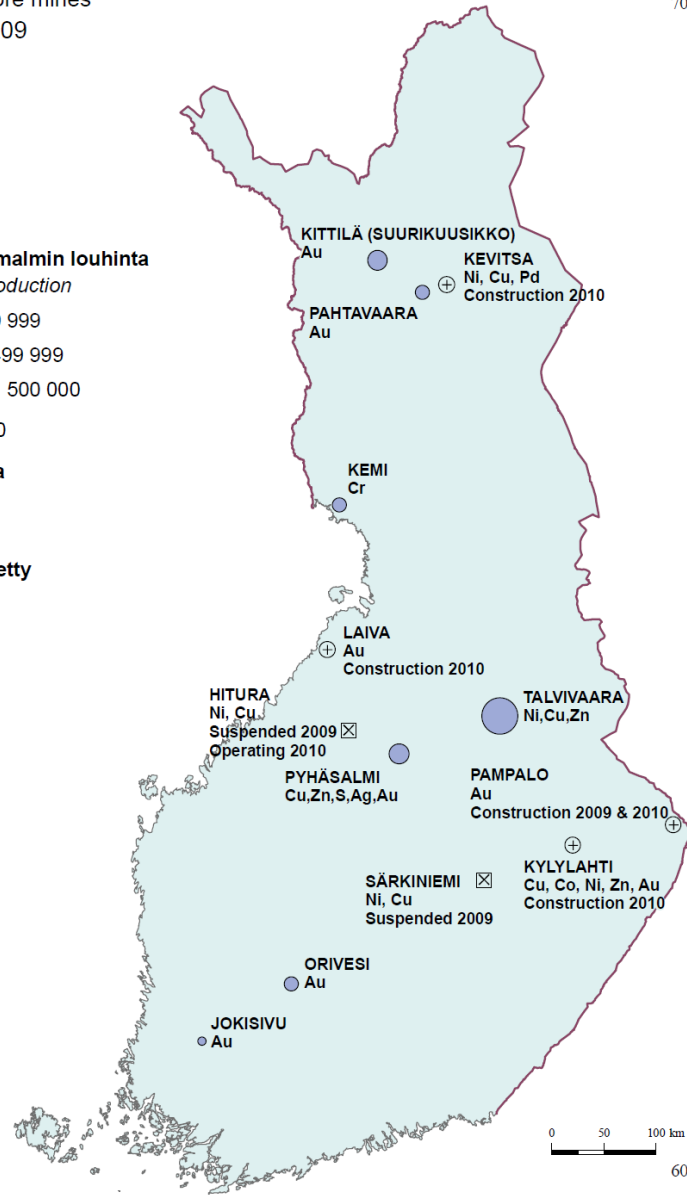 ore mines
09
70
malmin louhinta
oduction
999
99 999
500 000
0
a
etty
KITTILÄ (SUURIKUUSIKKO)
Au
KEVITSA
Ni, Cu, Pd
Construction 2010
PAHTAVAARA
Au
KEMI
Cr
LAIVA
Au
Construction 2010
HITURA
Ni, Cu
Suspended 2009
Operating 2010
TALVIVAARA
Ni,Cu,Zn
PYHÄSALMI
Cu,Zn,S,Ag,Au
PAMPALO
Au
Construction 2009 & 2010
KYLYLAHTI
Cu, Co, Ni, Zn, Au
Construction 2010
SÄRKINIEMI
Ni, Cu
Suspended 2009
ORIVESI
Au
JOKISIVU
Au
0 50 100 km
60